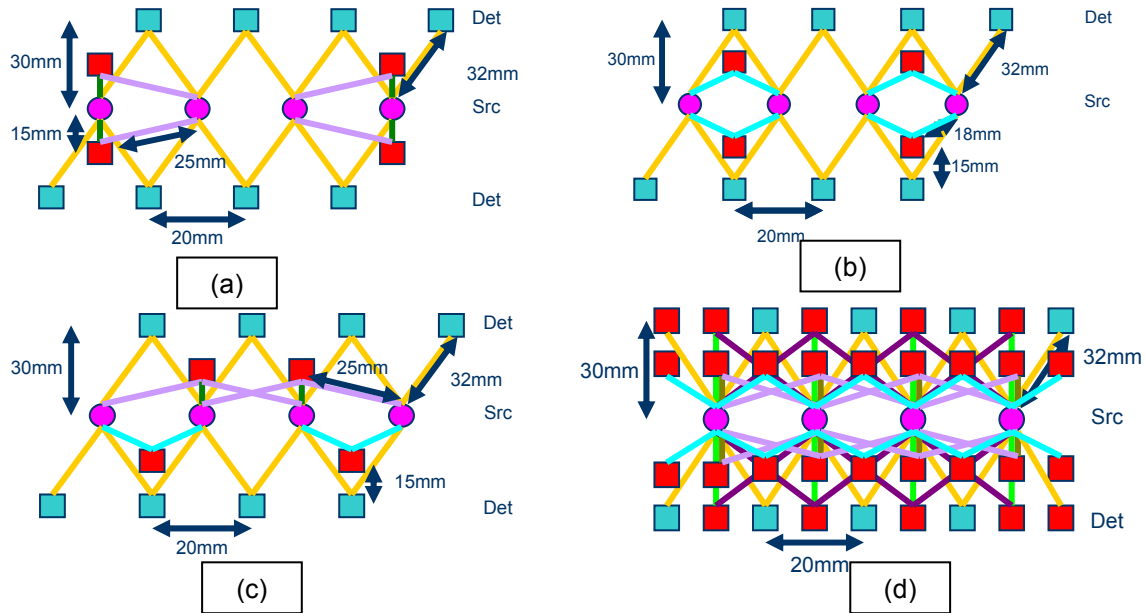 Det
30mm
32mm
Src
15mm
25mm
Det
20mm
(a)
Det
30mm
32mm
Src
18mm
15mm
20mm
(b)
Det
30mm
25mm
32mm
Src
15mm
Det
20mm
(c)
30mm
32mm
Src
Det
20mm
(d)